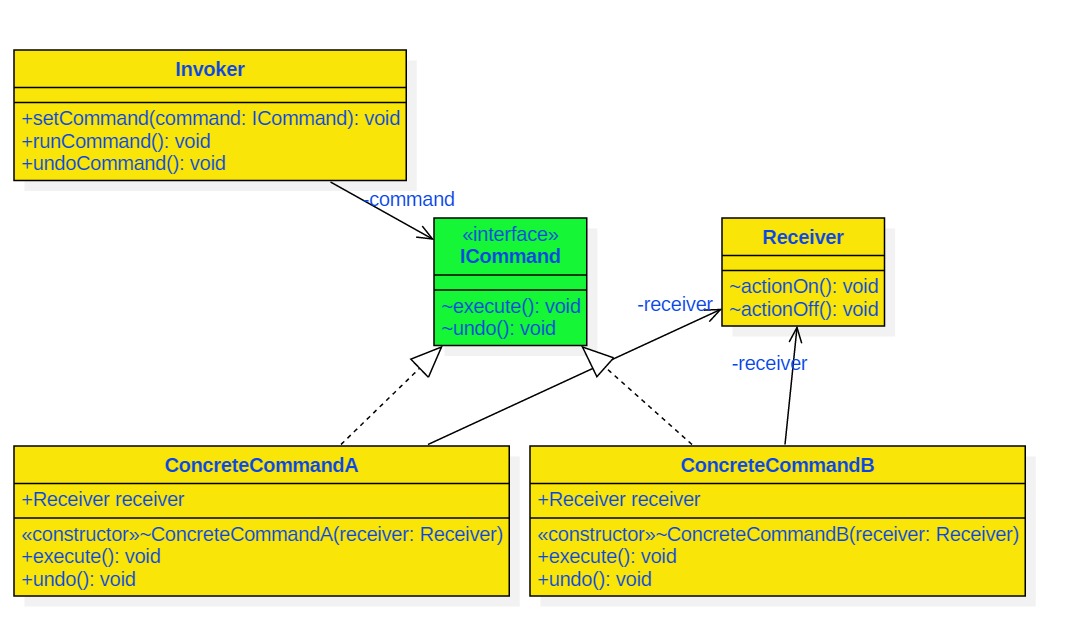 Invoker
+setCommand(command: ICommand): void
+runCommand(): void
+undoCommand(): void
-command
«interface»
ICommand
~execute(): void
~undo(): void
Receiver
~actionOn(): void
~actionOff(): void
-receiver
-receiver
ConcreteCommandA
+Receiver receiver
«constructor»~ConcreteCommandA(receiver: Receiver)
+execute(): void
+undo(): void
ConcreteCommandB
+Receiver receiver
«constructor»~ConcreteCommandB(receiver: Receiver)
+execute(): void
+undo(): void